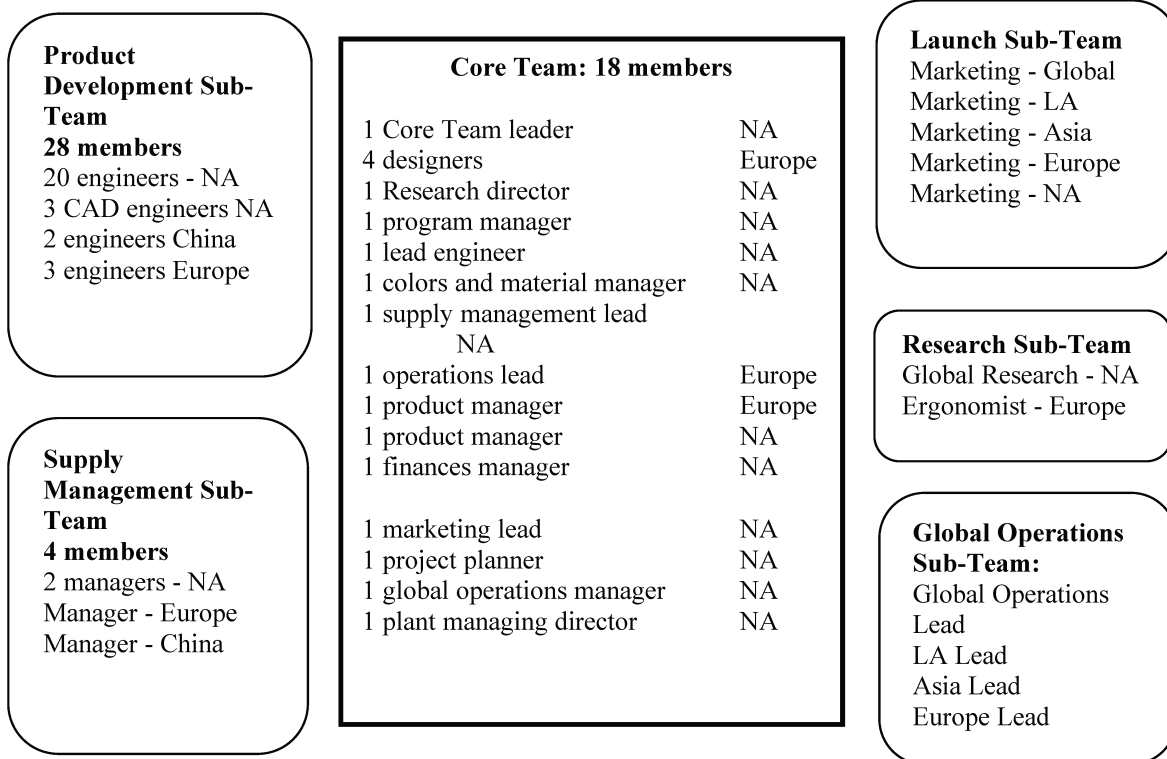 Product
Development Sub-
Team
28 members
20 engineers - NA
3 CAD engineers NA
2 engineers China
3 engineers Europe
Supply
Management Sub-
Team
4 members
2 managers - NA
Manager - Europe
Manager - China
Core Team: 18 members
1 Core Team leader NA
4 designers Europe
1 Research director NA
1 program manager NA
1 lead engineer NA
1 colors and material manager NA
1 supply management lead
NA
1 operations lead Europe
1 product manager Europe
1 product manager NA
1 finances manager NA
1 marketing lead NA
1 project planner NA
1 global operations manager NA
1 plant managing director NA
Launch Sub-Team
Marketing - Global
Marketing - LA
Marketing - Asia
Marketing - Europe
Marketing - NA
Research Sub-Team
Global Research - NA
Ergonomist - Europe
Global Operations
Sub-Team:
Global Operations
Lead
LA Lead
Asia Lead
Europe Lead